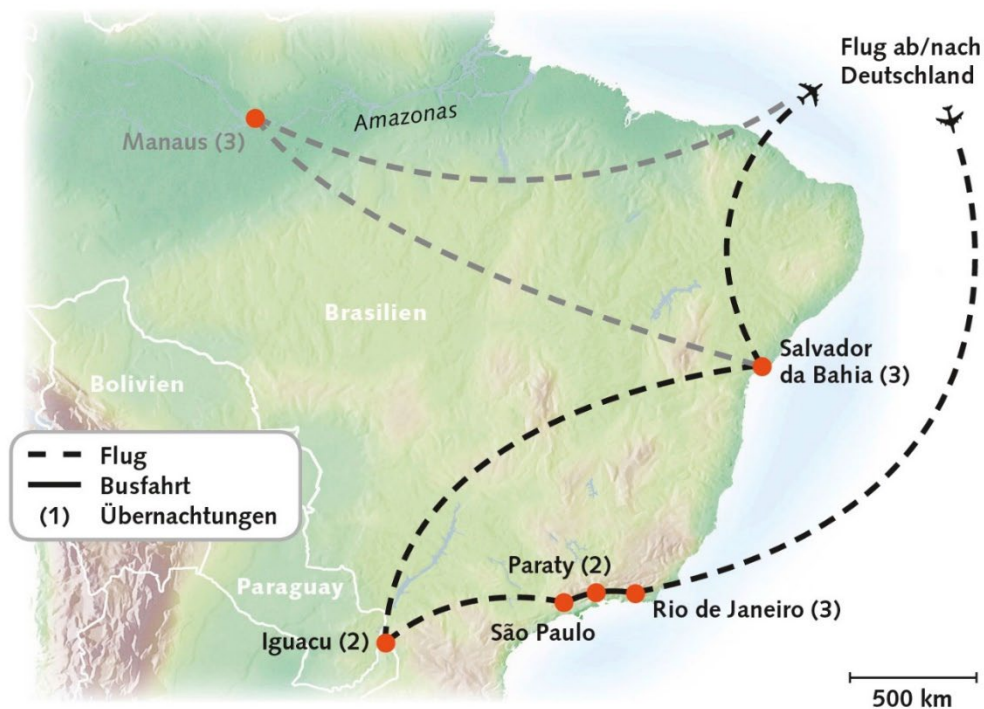 Flug ab/nach
Deutschland
Amazonas
Manaus (3)
Brasilien
Salvador
da Bahia (3)
Bolivien
Flug
Busfahrt
(1) Übernachtungen
Paraty (2)
Paraguay
Rio de Janeiro (3)
São Paulo
Iguacu (2)
500 km